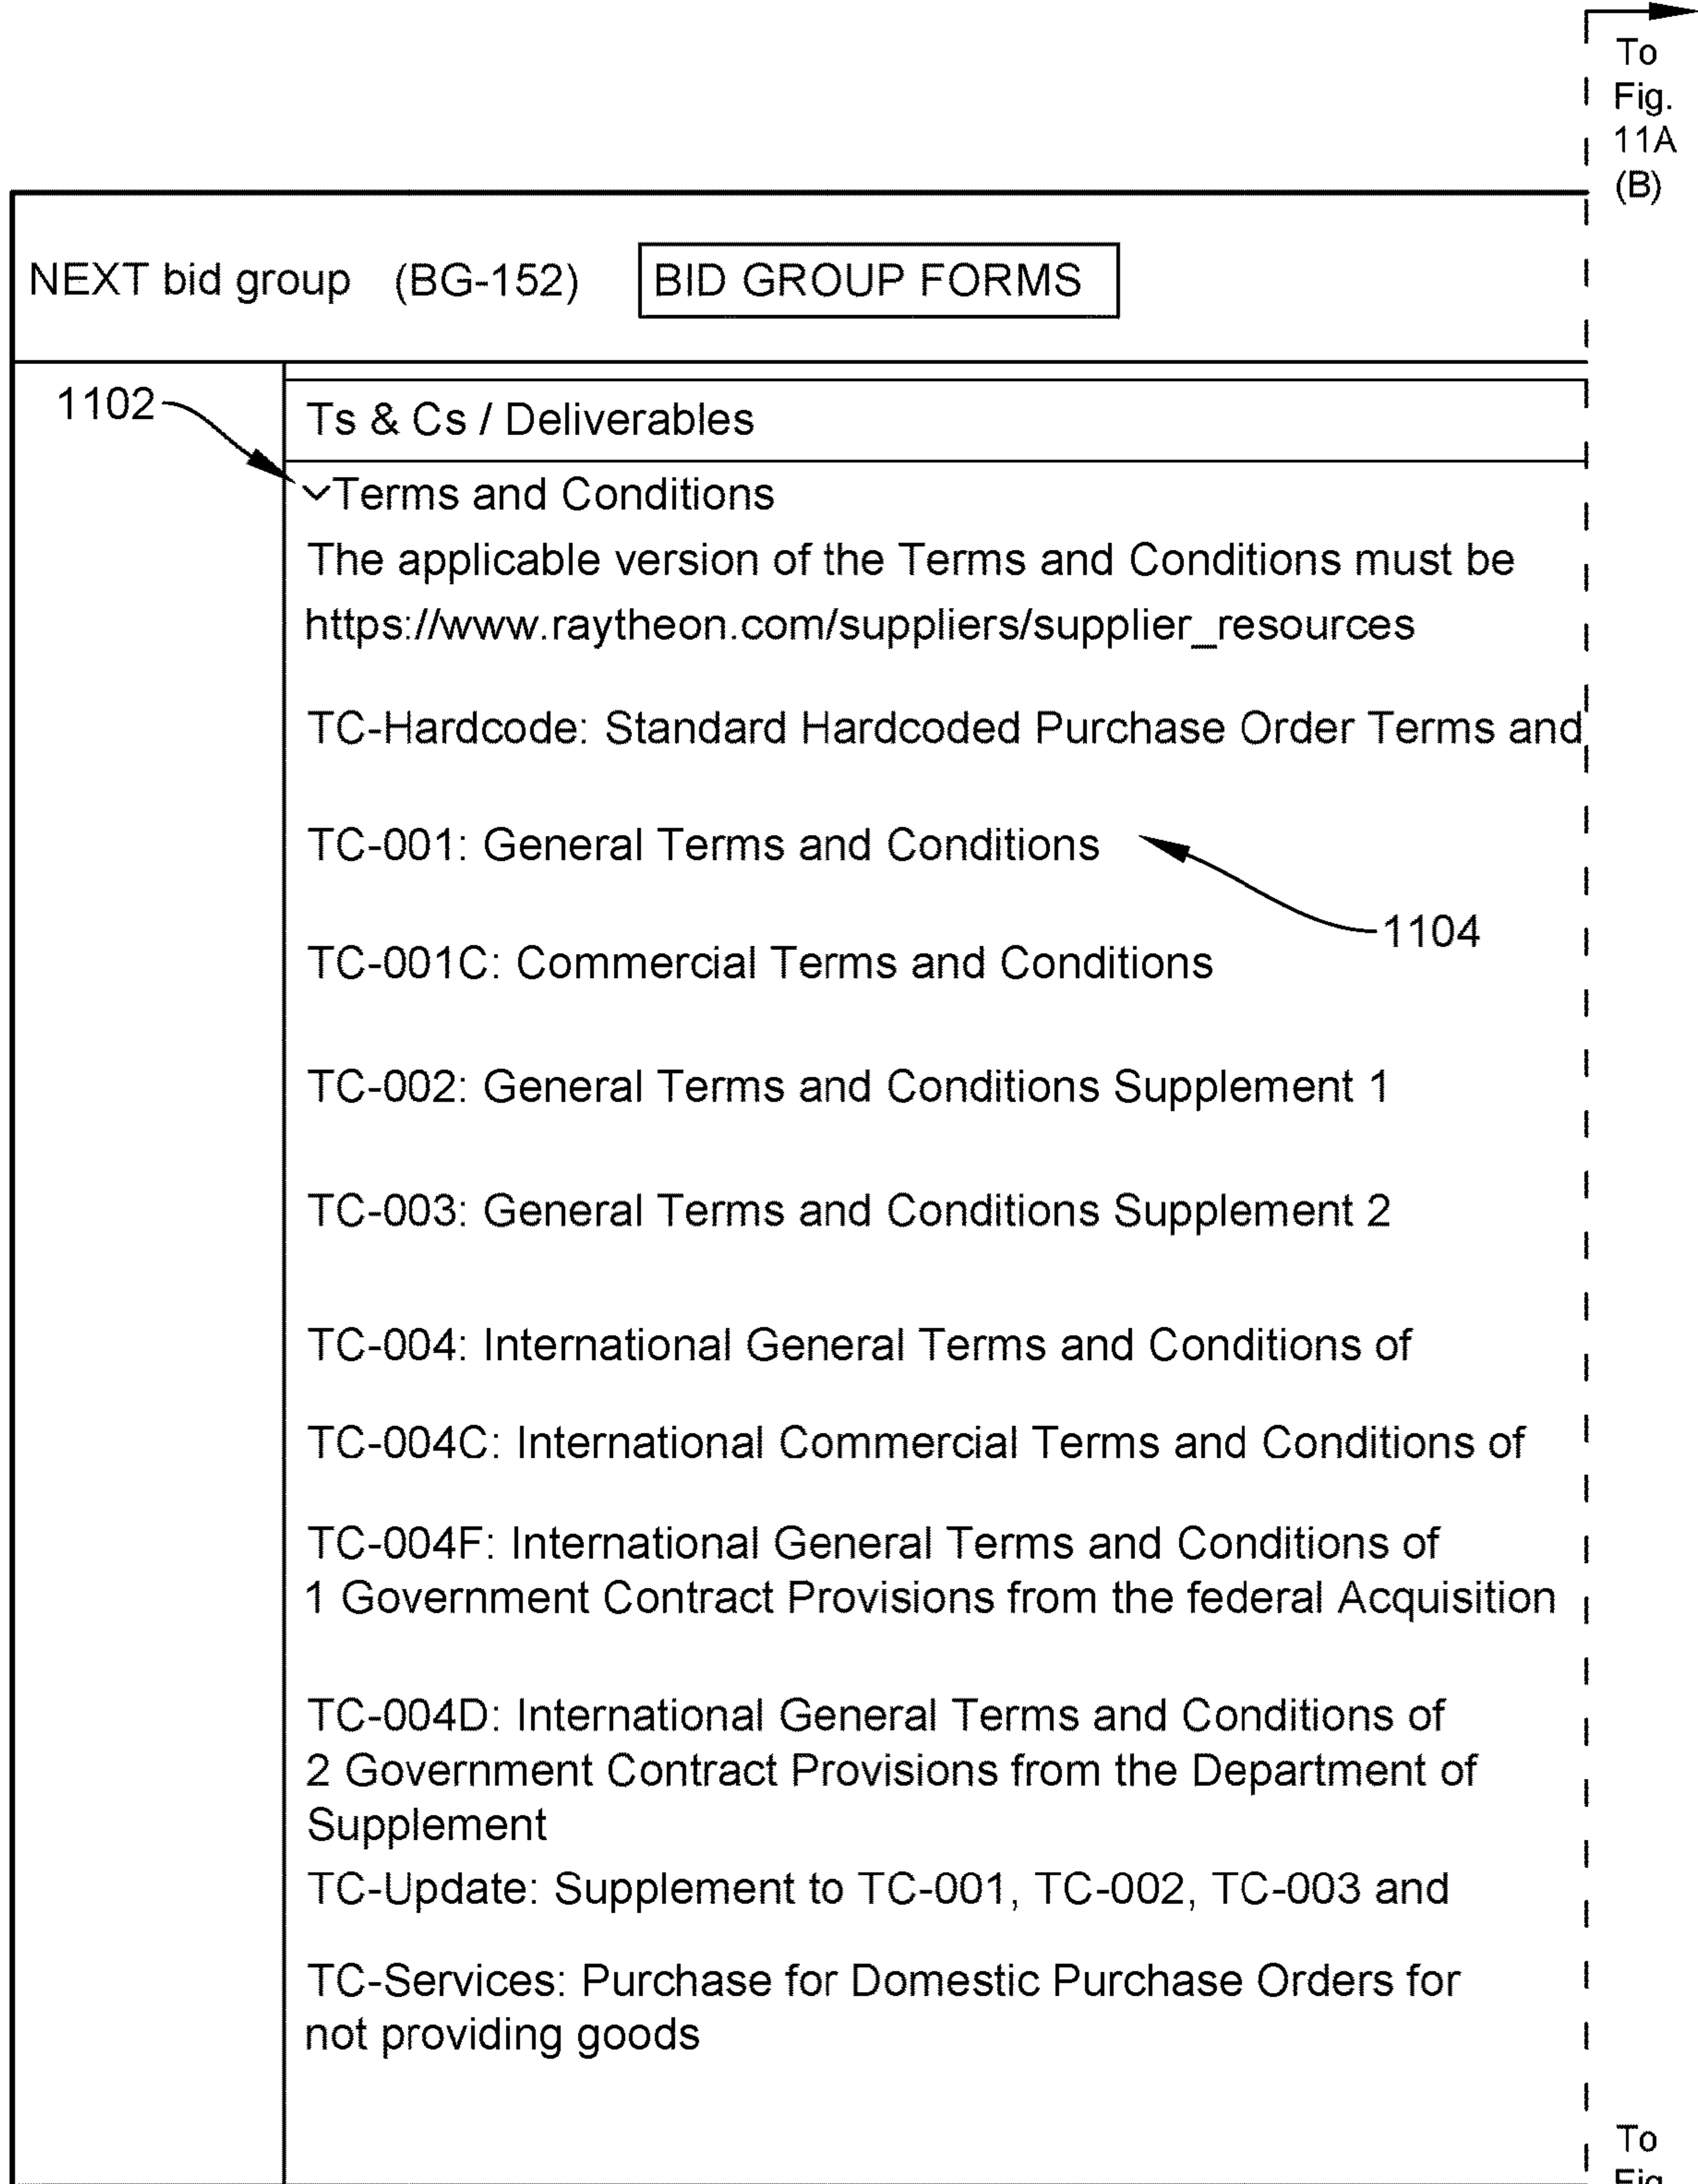 To
Fig.
11A
(B)
NEXT bid group (BG-152) BID GROUP FORMS
1102
Ts & Cs / Deliverables
Terms and Conditions
The applicable version of the Terms and Conditions must be
https://www.raytheon.com/suppliers/supplier_resources
TC-Hardcode: Standard Hardcoded Purchase Order Terms and
TC-001: General Terms and Conditions
1104
TC-001C: Commercial Terms and Conditions
TC-002: General Terms and Conditions Supplement 1
TC-003: General Terms and Conditions Supplement 2
TC-004: International General Terms and Conditions of
TC-004C: International Commercial Terms and Conditions of
TC-004F: International General Terms and Conditions of
1 Government Contract Provisions from the federal Acquisition
TC-004D: International General Terms and Conditions of
2 Government Contract Provisions from the Department of
Supplement
TC-Update: Supplement to TC-001, TC-002, TC-003 and
TC-Services: Purchase for Domestic Purchase Orders for
not providing goods
To
Fig